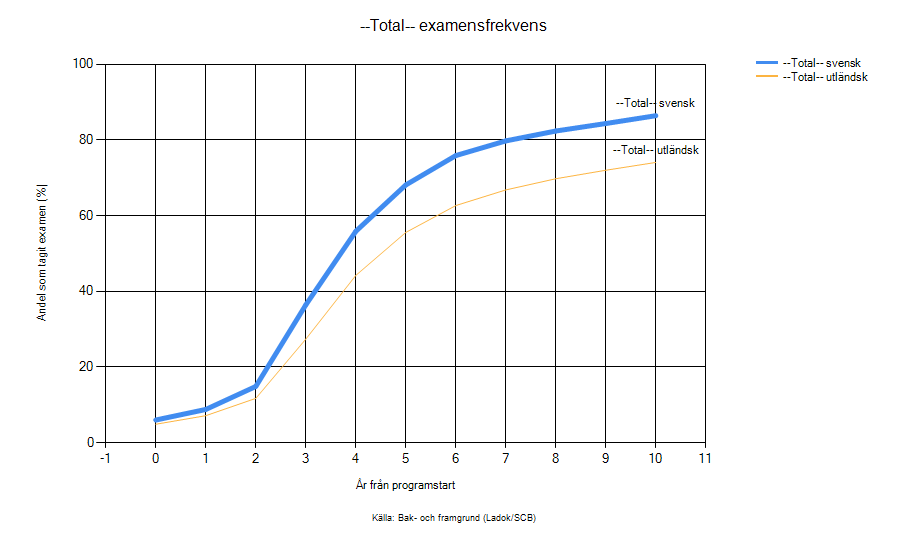 --Total-- examensfrekvens
--Total-- svensk
--Total-- utländsk
100
80
60
40
20
0
Andel som tagit examen (%)
--Total-- svensk
--Total-- utländsk
-1 0 1 2 3 4 5 6 7 8 9 10 11
År från programstart
Källa: Bak- och framgrund (Ladok/SCB)